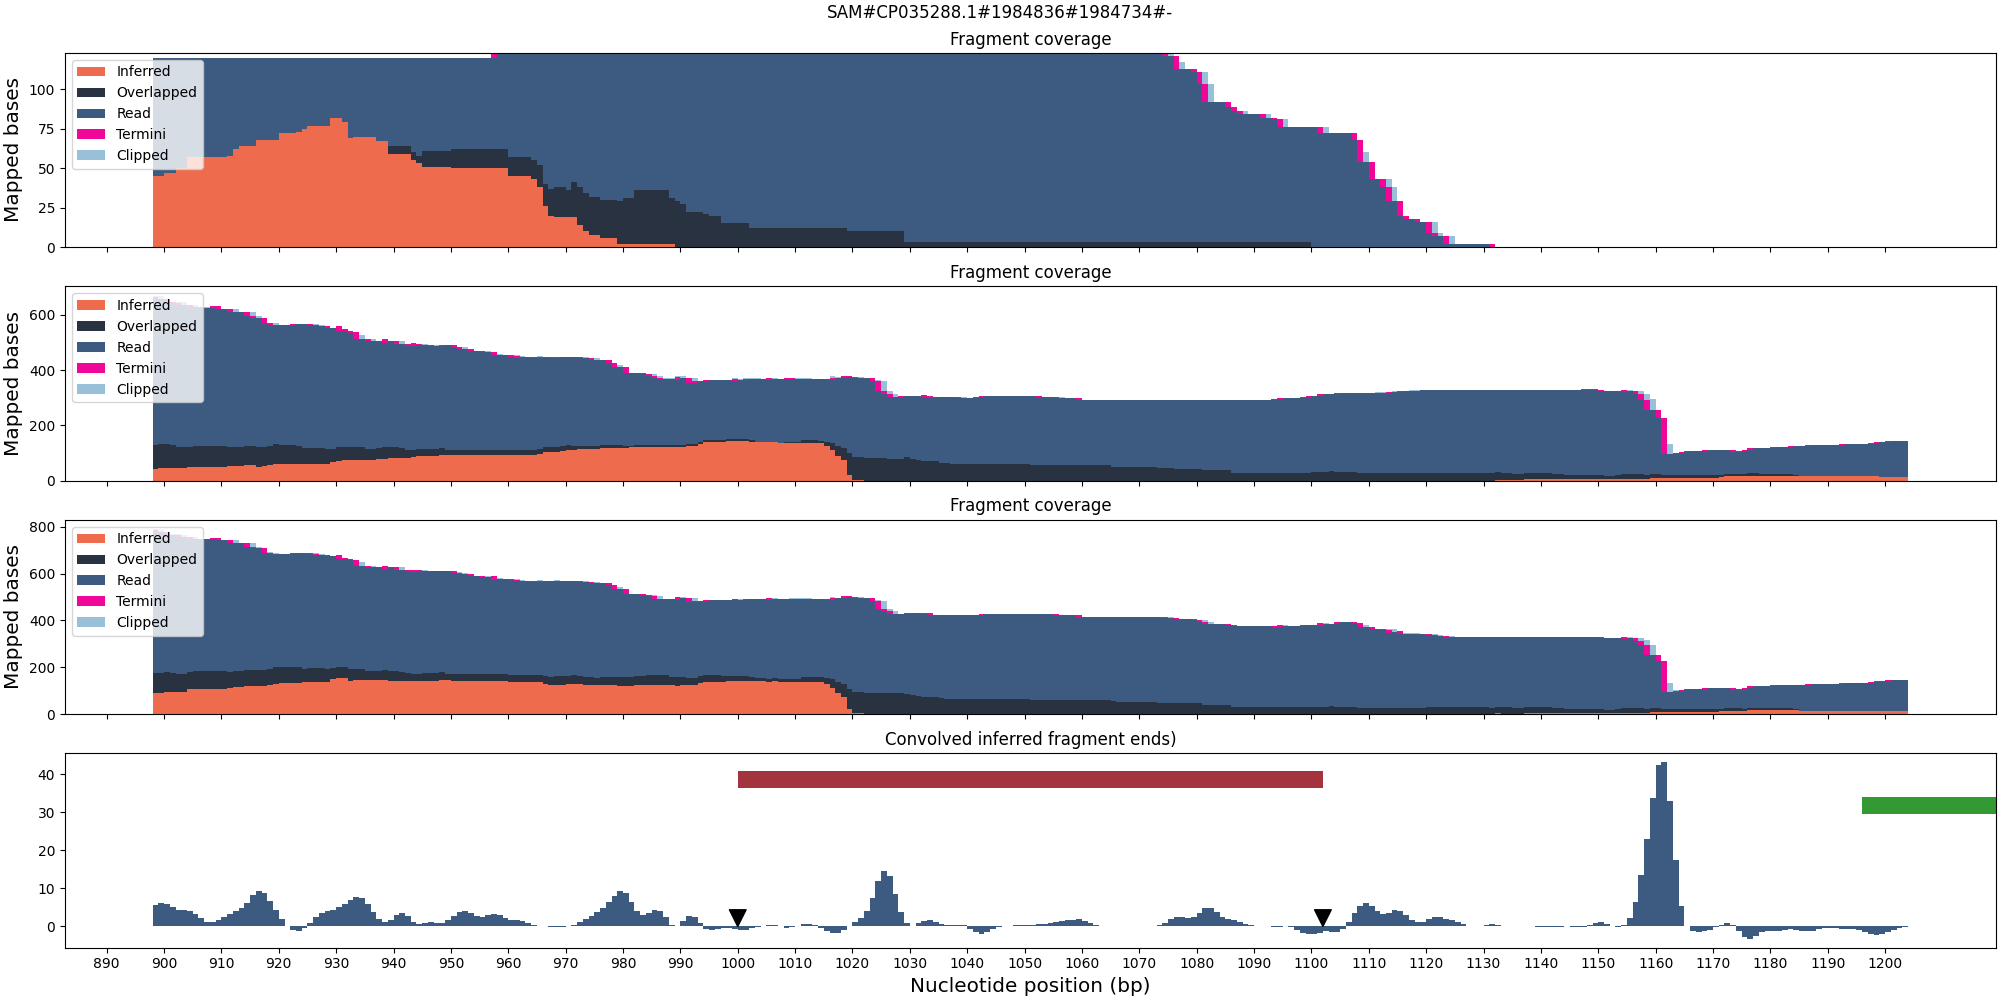 SAM#CP035288.1#1984836#1984734#-
Fragment coverage
Mapped bases
100
75
50
25
0
Inferred
Overlapped
Read
Termini
Clipped
Fragment coverage
Mapped bases
600
400
200
0
Inferred
Overlapped
Read
Termini
Clipped
Fragment coverage
Mapped bases
800
600
400
200
0
Inferred
Overlapped
Read
Termini
Clipped
Convolved inferred fragment ends)
40
30
20
10
0
890 900 910 920 930 940 950 960 970 980 990 1000 1010 1020 1030 1040 1050 1060 1070 1080 1090 1100 1110 1120 1130 1140 1150 1160 1170 1180 1190 1200
Nucleotide position (bp)